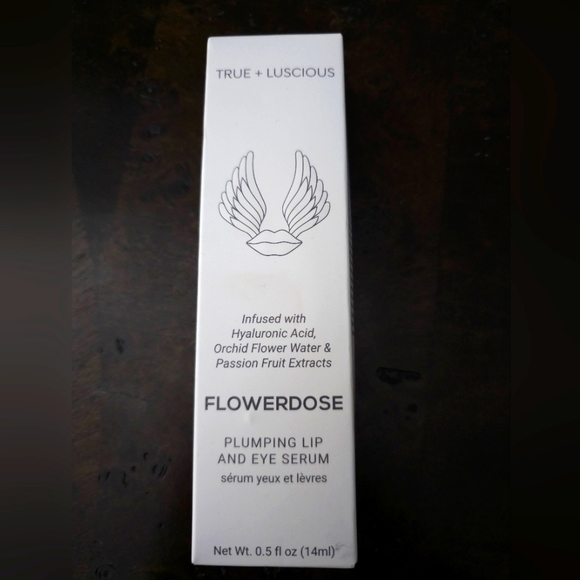 TRUE + LUSCIOUS
Infused with
Hyaluronic Acid,
Orchid Flower Water &
Passion Fruit Extracts
FLOWERDOSE
PLUMPING LIP
AND EYE SERUM
sérum yeux et lèvres
Net Wt. 0.5 fl oz (14ml)